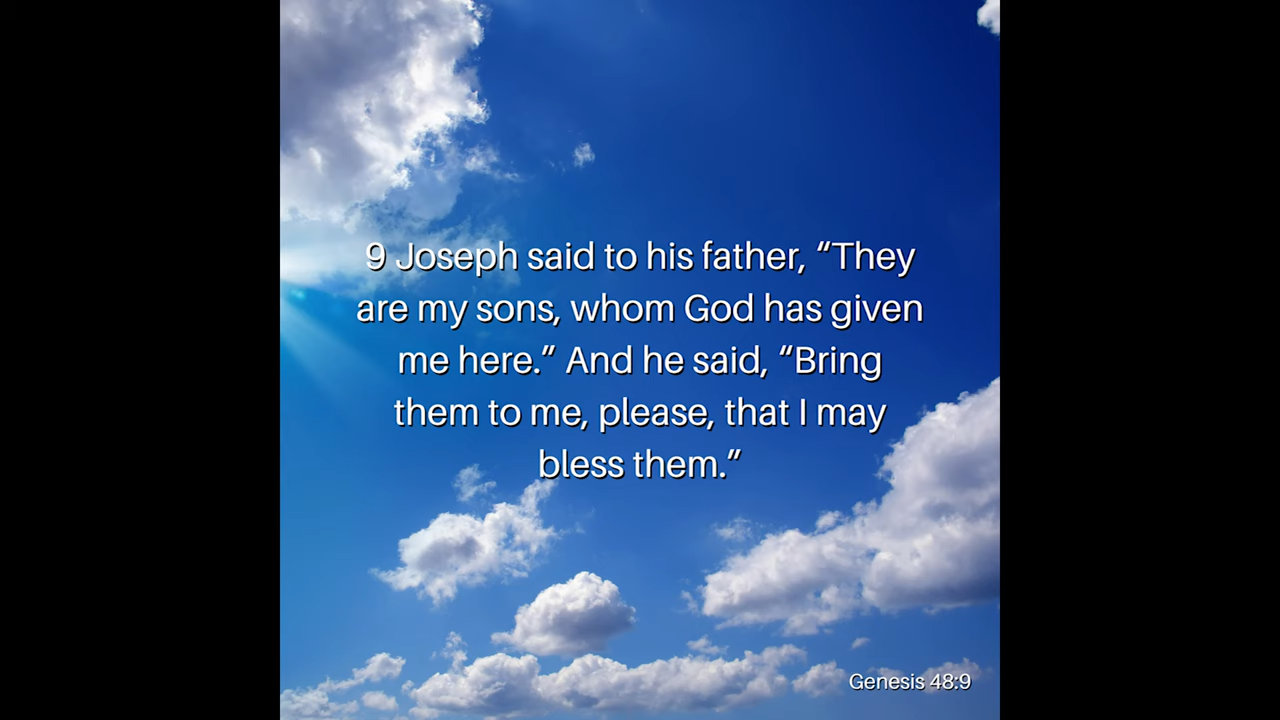 9 Joseph said to his father, “They
are my sons, whom God has given
me here.” And he said, “Bring
them to me, please, that I may
bless them.”
Genesis 48:9